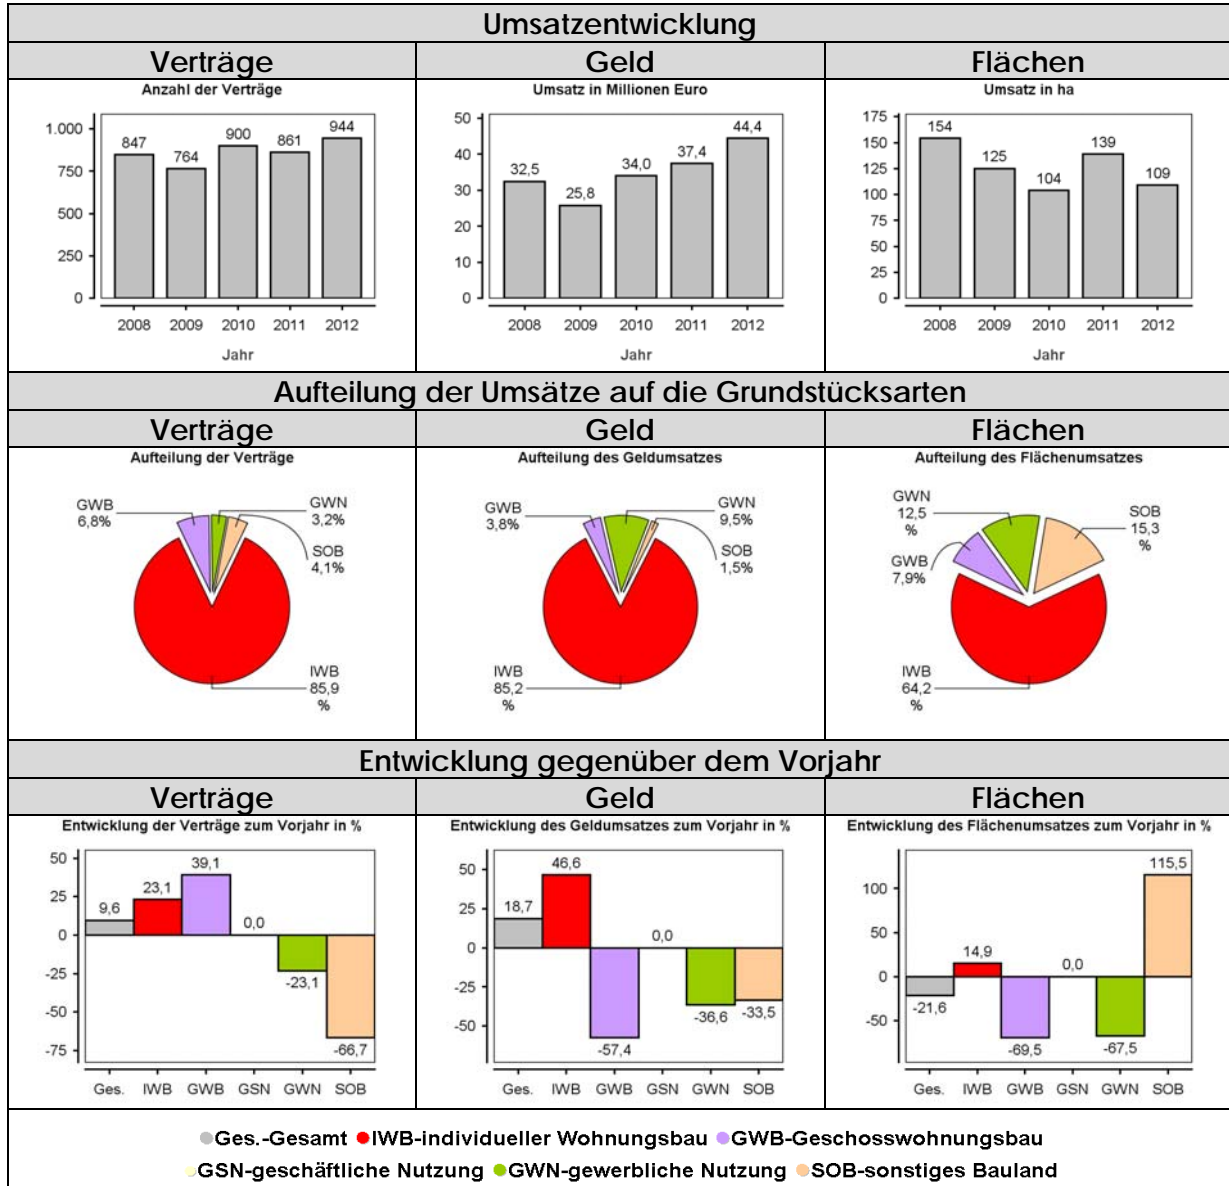 Umsatzentwicklung
Verträge
Geld
Flächen
Anzahl der Verträge
1.000
750
500
250
0
847
764
900
861
944
2008 2009 2010 2011 2012
Jahr
Umsatz in Millionen Euro
50
40
30
20
10
0
32,5
25,8
34,0
37,4
44,4
2008 2009 2010 2011 2012
Jahr
Umsatz in ha
175
150
125
100
75
50
25
0
154
125
104
139
109
2008 2009 2010 2011 2012
Jahr
Aufteilung der Umsätze auf die Grundstücksarten
Verträge
Geld
Flächen
Aufteilung der Verträge
GWB
6,8%
GWN
3,2%
SOB
4,1%
IWB
85,9
%
Aufteilung des Geldumsatzes
GWB
3,8%
GWN
9,5%
SOB
1,5%
IWB
85,2
%
Aufteilung des Flächenumsatzes
GWN
12,5
%
SOB
15,3
%
GWB
7,9%
IWB
64,2
%
Entwicklung gegenüber dem Vorjahr
Verträge
Geld
Flächen
Entwicklung der Verträge zum Vorjahr in %
50
25
0
-25
-50
-75
9,6
23,1
39,1
0,0
-23,1
-66,7
Ges. IWB GWB GSN GWN SOB
Entwicklung des Geldumsatzes zum Vorjahr in %
50
25
0
-25
-50
18,7
46,6
-57,4
0,0
-36,6
-33,5
Ges. IWB GWB GSN GWN SOB
Entwicklung des Flächenumsatzes zum Vorjahr in %
100
50
0
-50
-21,6
14,9
-69,5
0,0
-67,5
115,5
Ges. IWB GWB GSN GWN SOB
Ges.-Gesamt IWB-individueller Wohnungsbau GWB-Geschosswohnungsbau
GSN-geschäftliche Nutzung GWN-gewerbliche Nutzung SOB-sonstiges Bauland